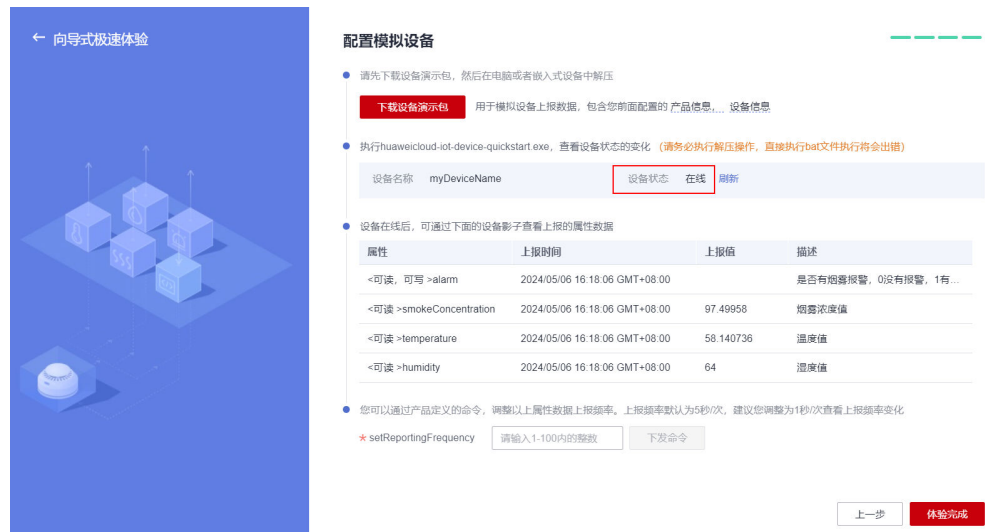 ← 向导式极速体验
配置模拟设备
请先下载设备演示包，然后在电脑或者嵌入式设备中解压
下载设备演示包 用于模拟设备上报数据，包含您前面配置的 产品信息， 设备信息
执行huaweicloud-iot-device-quickstart.exe，查看设备状态的变化 （请务必执行解压操作，直接执行bat文件执行将会出错）
设备名称 myDeviceName 设备状态 在线 刷新
设备在线后，可通过下面的设备影子查看上报的属性数据
属性 上报时间 上报值 描述
<可读，可写 >alarm 2024/05/06 16:18:06 GMT+08:00 是否有烟雾报警，0没有报警，1有...
<可读 >smokeConcentration 2024/05/06 16:18:06 GMT+08:00 97.49958 烟雾浓度值
<可读 >temperature 2024/05/06 16:18:06 GMT+08:00 58.140736 温度值
<可读 >humidity 2024/05/06 16:18:06 GMT+08:00 64 湿度值
您可以通过产品定义的命令，调整以上属性数据上报频率。上报频率默认为5秒/次，建议您调整为1秒/次查看上报频率变化
* setReportingFrequency 请输入1-100内的整数 下发命令
上一步 体验完成